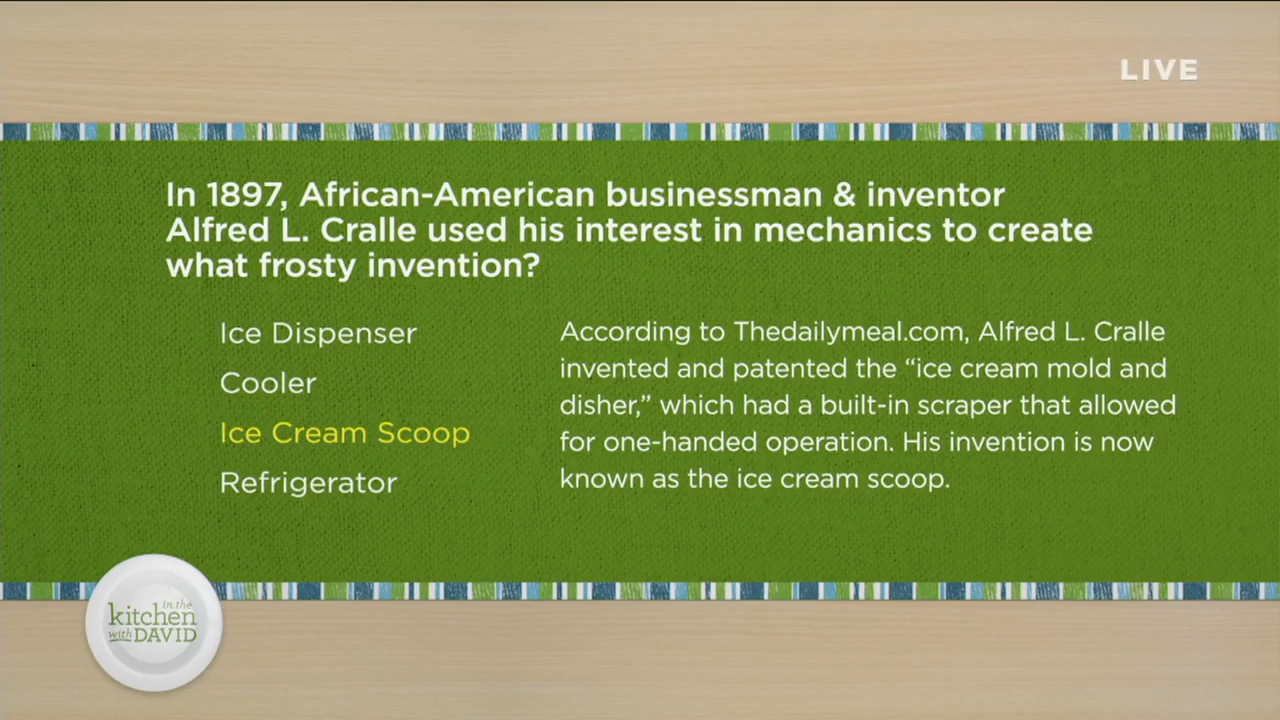 LIVE
In 1897, African-American businessman & inventor
Alfred L. Cralle used his interest in mechanics to create
what frosty invention?
Ice Dispenser
Cooler
Ice Cream Scoop
Refrigerator
According to Thedailymeal.com, Alfred L. Cralle
invented and patented the “ice cream mold and
disher,” which had a built-in scraper that allowed
for one-handed operation. His invention is now
known as the ice cream scoop.
in the
kitchen
with DAVID